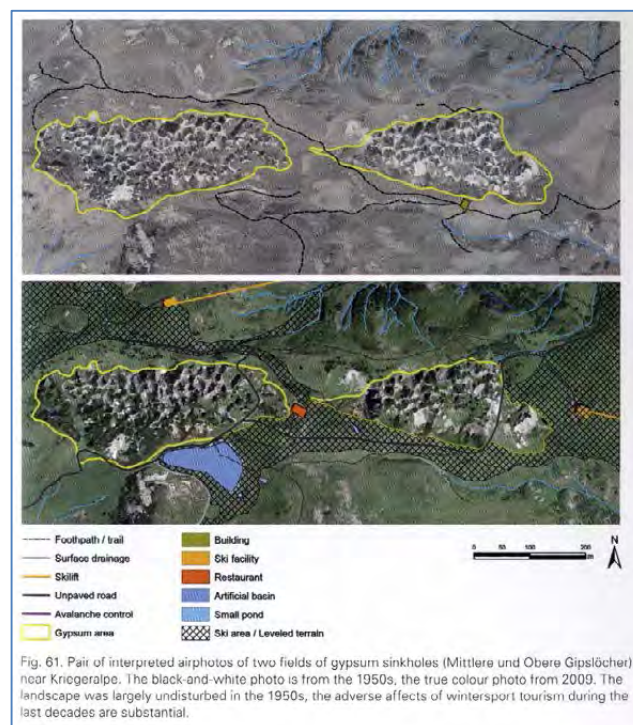 Footpath / trail
Surface drainage
Skilift
Unpaved road
Avalanche control
Gypsum area
Building
Ski facility
Restaurant
Artificial basin
Small pond
Ski area / Leveled terrain
0 50 100 200
m
N
Fig. 61. Pair of interpreted airphotos of two fields of gypsum sinkholes (Mittlere und Obere Gipslöcher)
near Kriegeralpe. The black-and-white photo is from the 1950s, the true colour photo from 2009. The
landscape was largely undisturbed in the 1950s, the adverse affects of wintersport tourism during the
last decades are substantial.